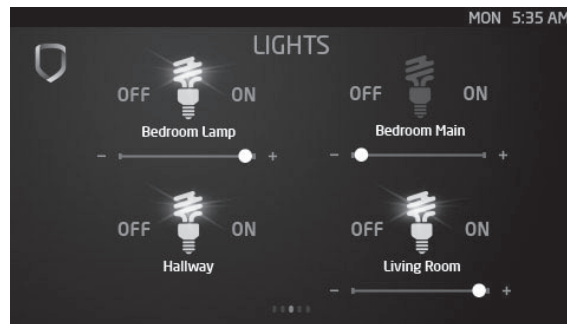 MON 5:35 AM
LIGHTS
OFF ON OFF ON
Bedroom Lamp Bedroom Main
- + - +
OFF ON OFF ON
Hallway Living Room
- +